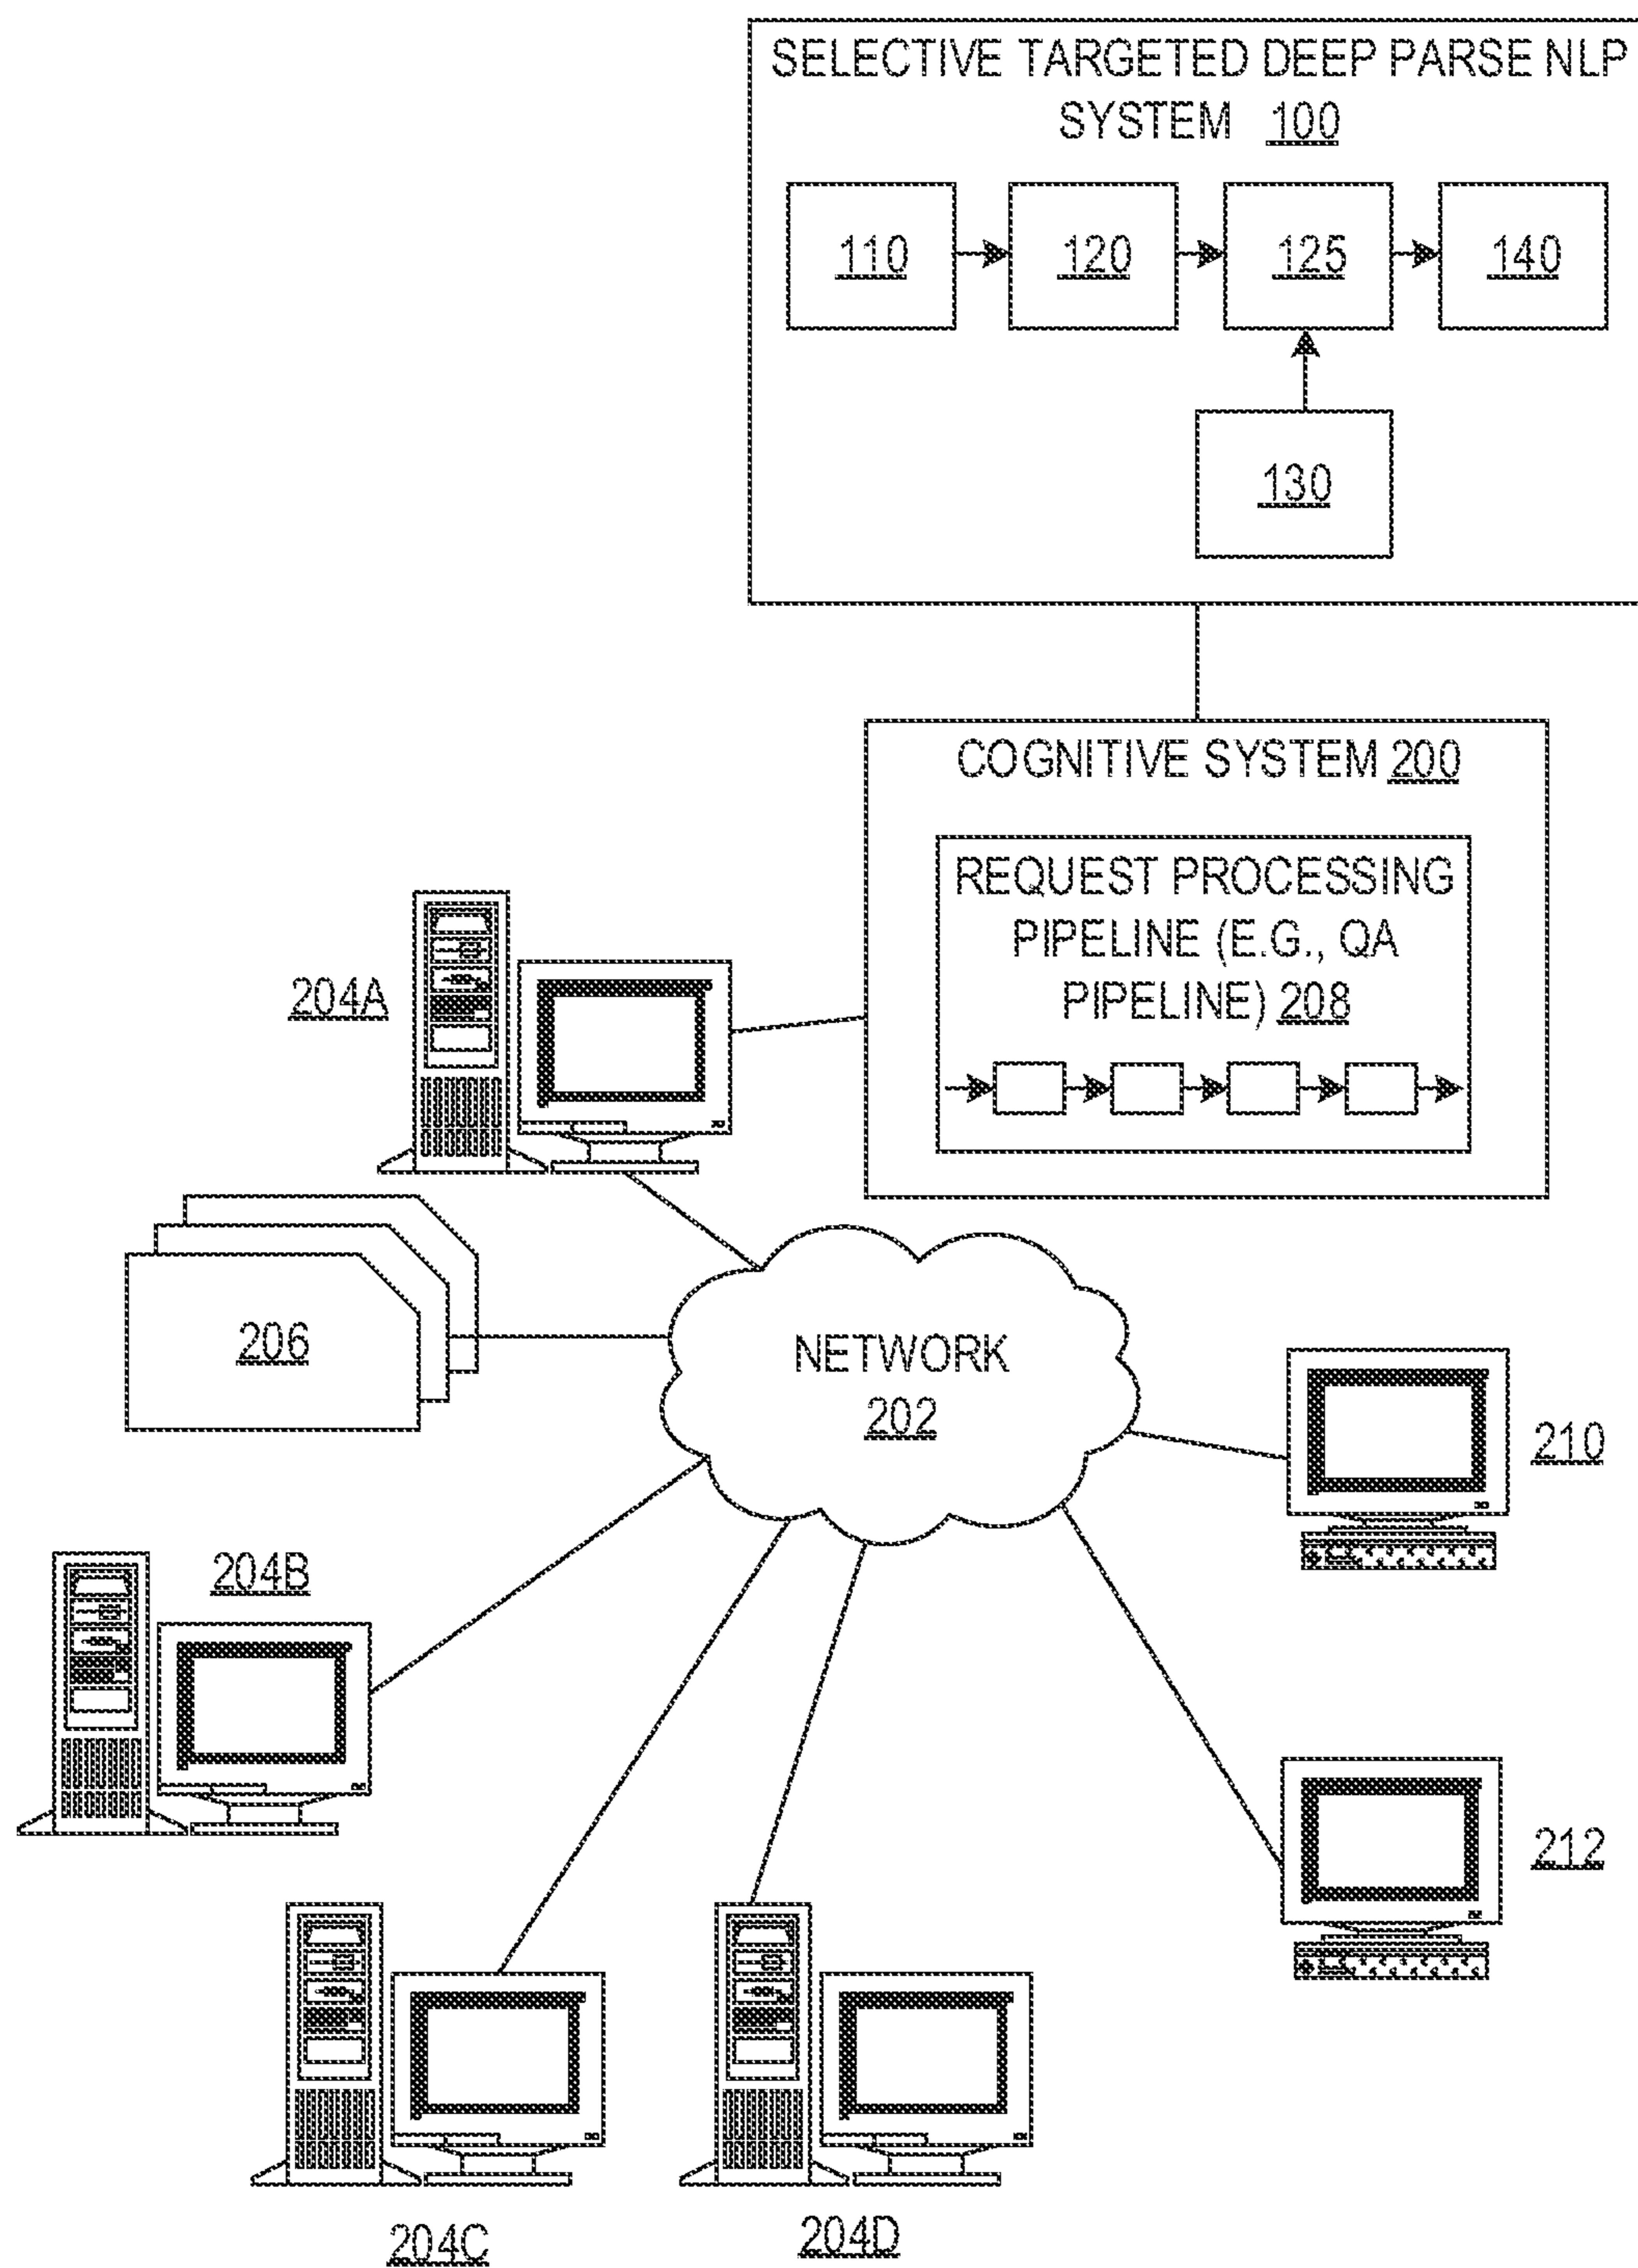 SELECTIVE TARGETED DEEP PARSE NLP
SYSTEM 100
110
120
125
140
130
COGNITIVE SYSTEM 200
REQUEST PROCESSING
PIPELINE (E.G., QA
PIPELINE) 208
204A
206
NETWORK
202
210
204B
212
204C
204D